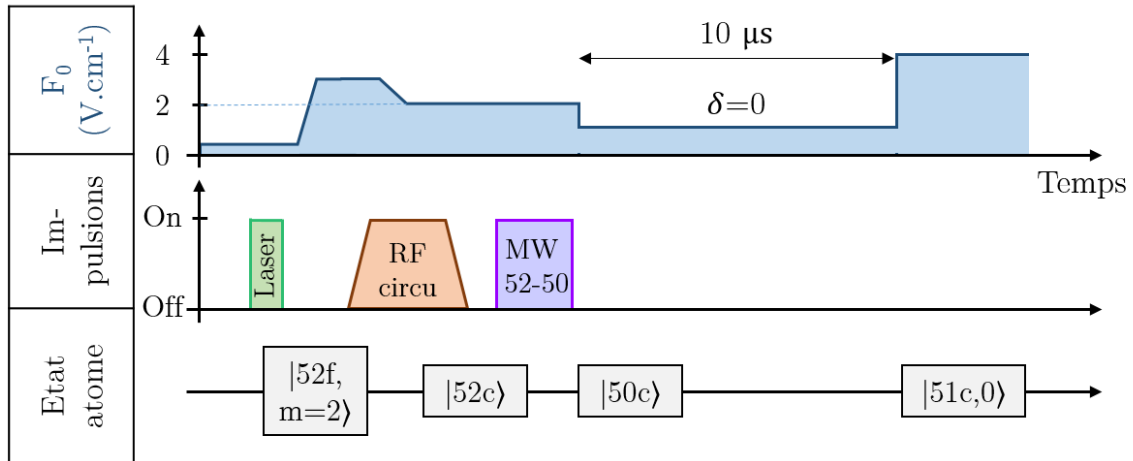 F₀
(V.cm⁻¹)
4
2
0
10 μs
δ=0
Temps
Im-
pulsions
On
Off
Laser
RF
circu
MW
52-50
Etat
atome
|52f,
m=2⟩
|52c⟩
|50c⟩
|51c,0⟩